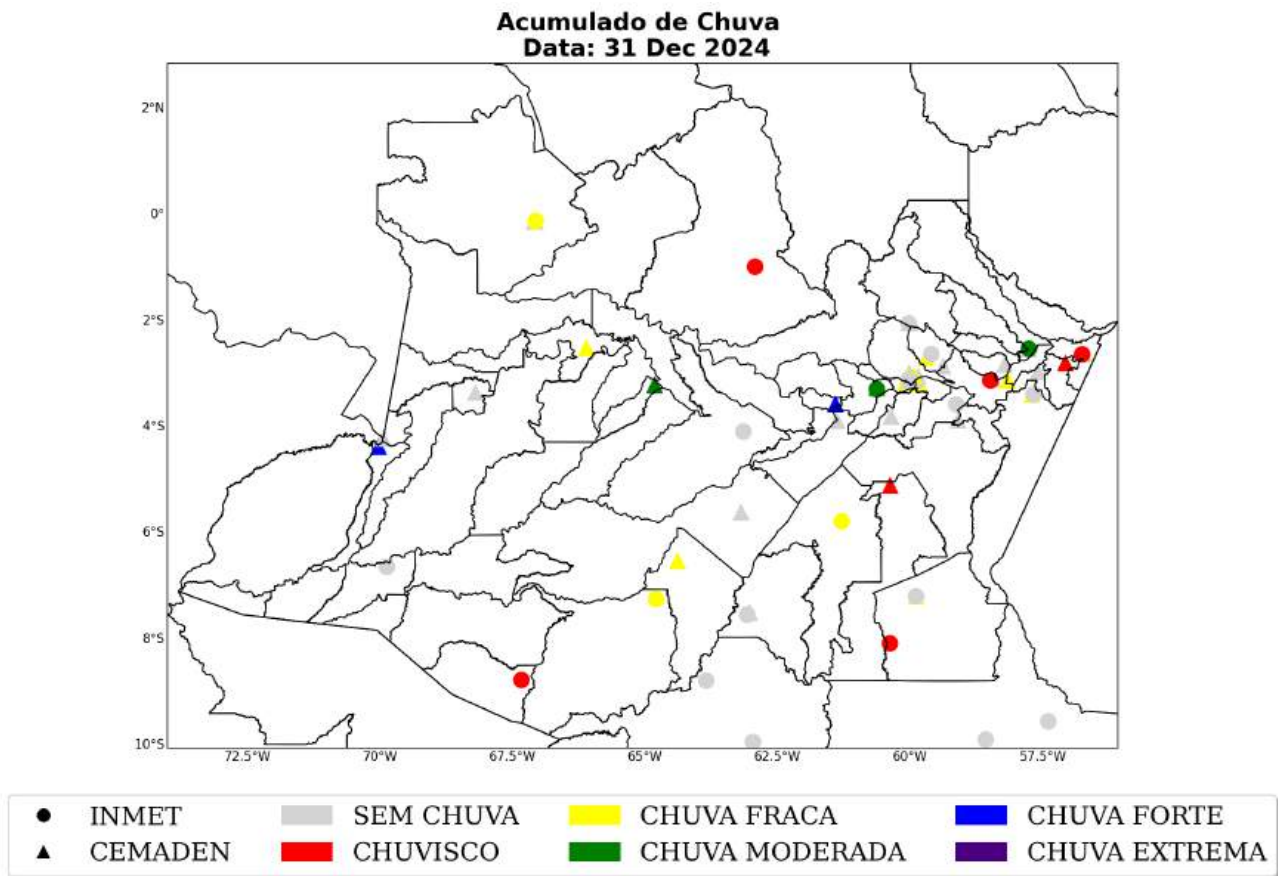 Acumulado de Chuva
Data: 31 Dec 2024
2°N
0°
2°S
4°S
6°S
8°S
10°S
72.5°W 70°W 67.5°W 65°W 62.5°W 60°W 57.5°W
INMET SEM CHUVA CHUVA FRACA CHUVA FORTE
CEMADEN CHUVISCO CHUVA MODERADA CHUVA EXTREMA